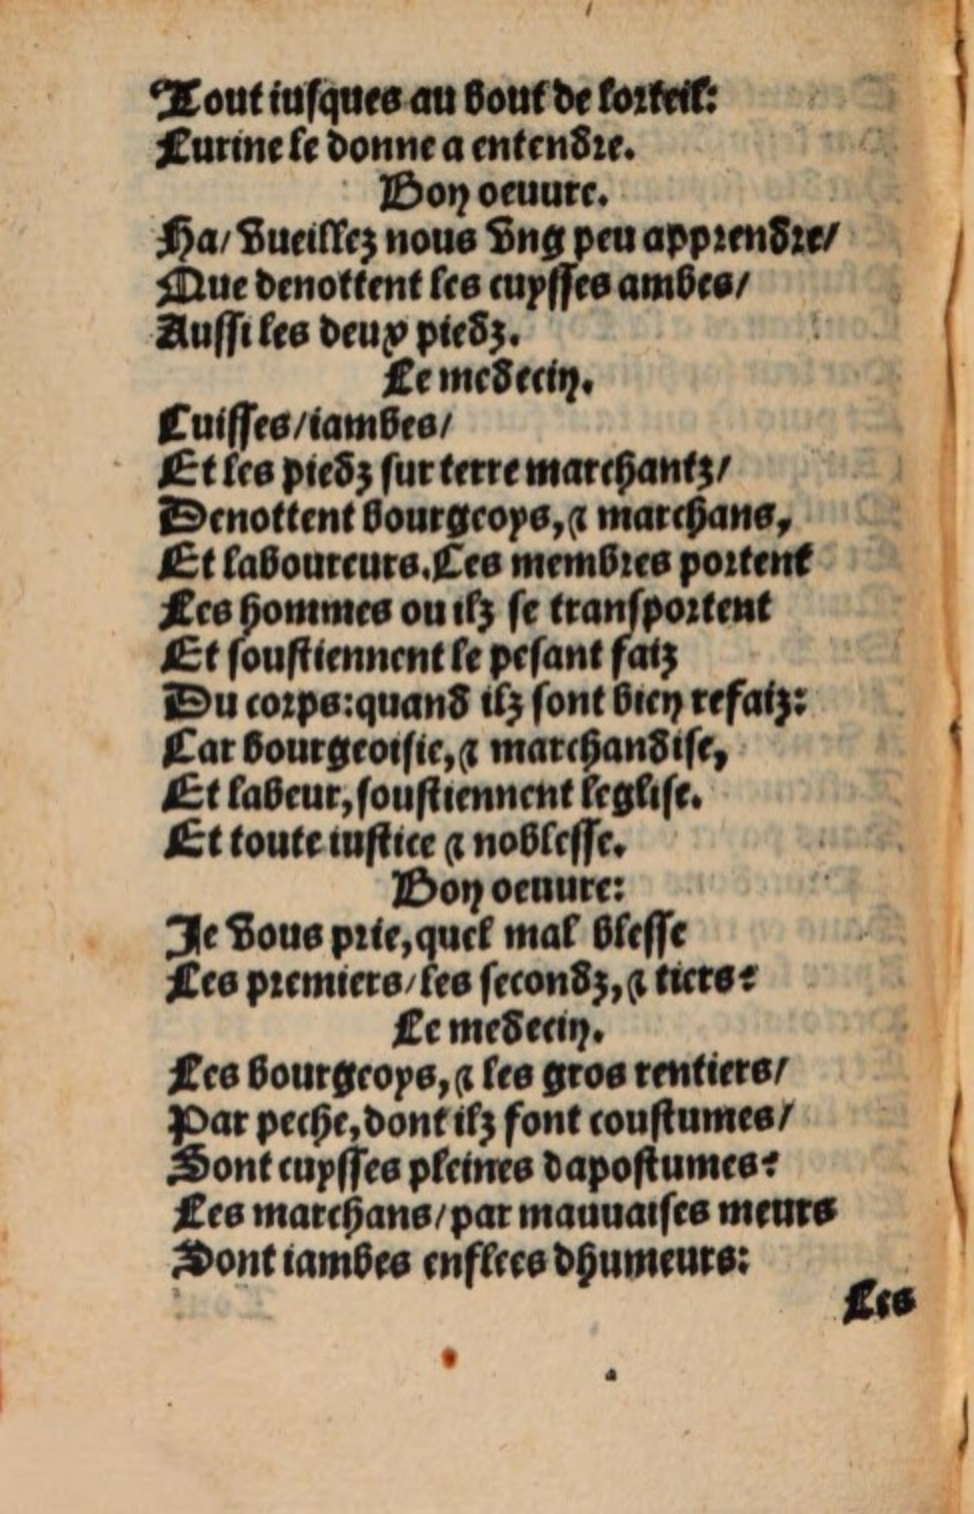 Tout iusques au bout de lorteil:
Lurine le donne a entendre.
Bon oeuure.
Ha/ vueillez nous vng peu apprendre/
Que denottent les cuysses ambes/
Aussi les deux piedz.
Le medecin.
Cuisses/iambes/
Et les piedz sur terre marchantz/
Denottent bourgeoys, & marchans,
Et laboureurs. Les membres portent
Les hommes ou ilz se transportent
Et soustiennent le pesant faiz
Du corps:quand ilz sont bien refaiz:
Car bourgeoisie, & marchandise,
Et labeur, soustiennent leglise.
Et toute iustice & noblesse.
Bon oeuure:
Je vous prie, quel mal blesse
Les premiers/les secondz, & tiers?
Le medecin.
Les bourgeoys, & les gros rentiers/
Par peche, dont ilz font coustumes/
Sont cuysses pleines dapostumes:
Les marchans/par mauuaises meurs
Sont iambes enflees dhumeurs:
Les